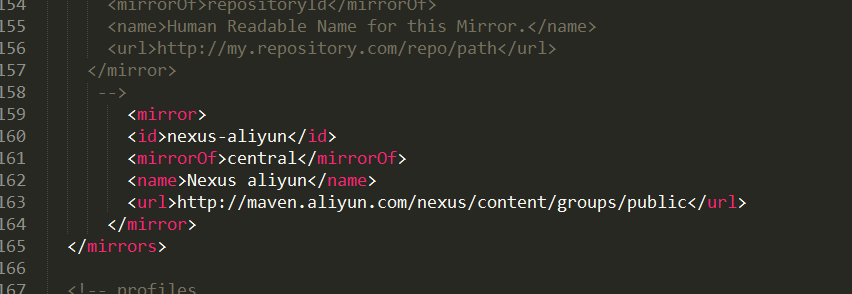 154 <mirrorOf>repositoryId</mirrorOf>
155 <name>Human Readable Name for this Mirror.</name>
156 <url>http://my.repository.com/repo/path</url>
157 </mirror>
158 -->
159 <mirror>
160 <id>nexus-aliyun</id>
161 <mirrorOf>central</mirrorOf>
162 <name>Nexus aliyun</name>
163 <url>http://maven.aliyun.com/nexus/content/groups/public</url>
164 </mirror>
165 </mirrors>
166
167 <!-- profiles